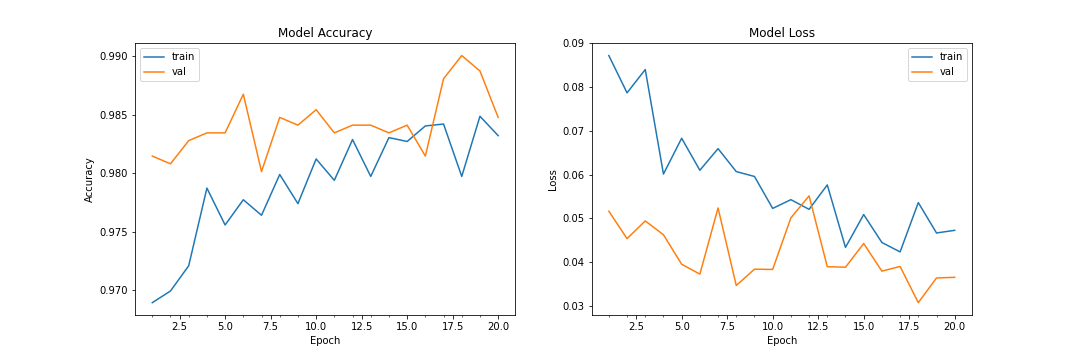 Model Accuracy
train
val
0.990
0.985
0.980
0.975
0.970
Accuracy
2.5 5.0 7.5 10.0 12.5 15.0 17.5 20.0
Epoch
Model Loss
train
val
0.09
0.08
0.07
0.06
0.05
0.04
0.03
Loss
2.5 5.0 7.5 10.0 12.5 15.0 17.5 20.0
Epoch